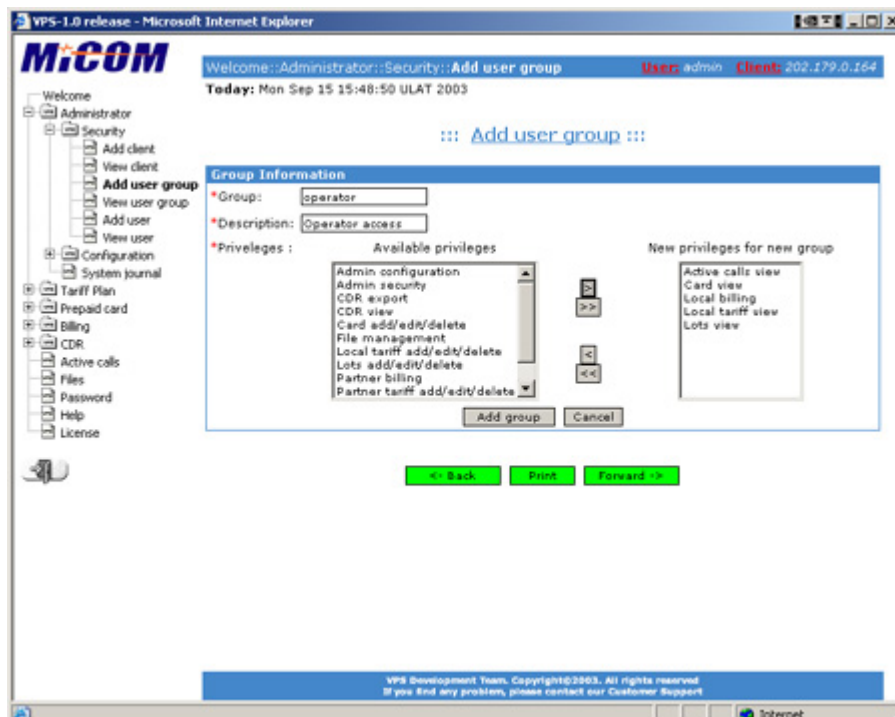 VPS-1.0 release - Microsoft Internet Explorer
MiCOM
Welcome::Administrator::Security::Add user group User: admin Client: 202.179.0.164
Today: Mon Sep 15 15:48:50 ULAT 2003
Welcome
Administrator
Security
Add client
View client
Add user group
View user group
Add user
View user
Configuration
System journal
Tariff Plan
Prepaid card
Billing
CDR
Active calls
Files
Password
Help
License
::: Add user group :::
Group Information
*Group: operator
*Description: Operator access
*Priveleges : Available privileges New privileges for new group
Admin configuration
Admin security
CDR export
CDR view
Card add/edit/delete
File management
Local tariff add/edit/delete
Lots add/edit/delete
Partner billing
Partner tariff add/edit/delete
>
>>
<
<<
Active calls view
Card view
Local billing
Local tariff view
Lots view
Add group Cancel
<- Back Print Forward ->
VPS Development Team. Copyright©2003. All rights reserved
If you find any problem, please contact our Customer Support
Internet